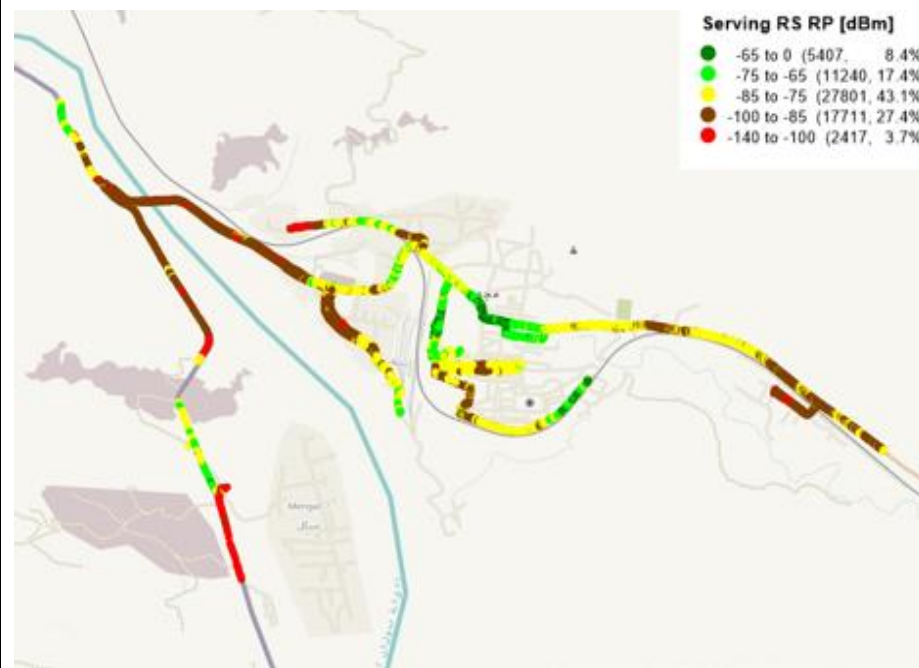 Serving RS RP [dBm]
-65 to 0 (5407, 8.4%
-75 to -65 (11240, 17.4%
-85 to -75 (27801, 43.1%
-100 to -85 (17711, 27.4%
-140 to -100 (2417, 3.7%